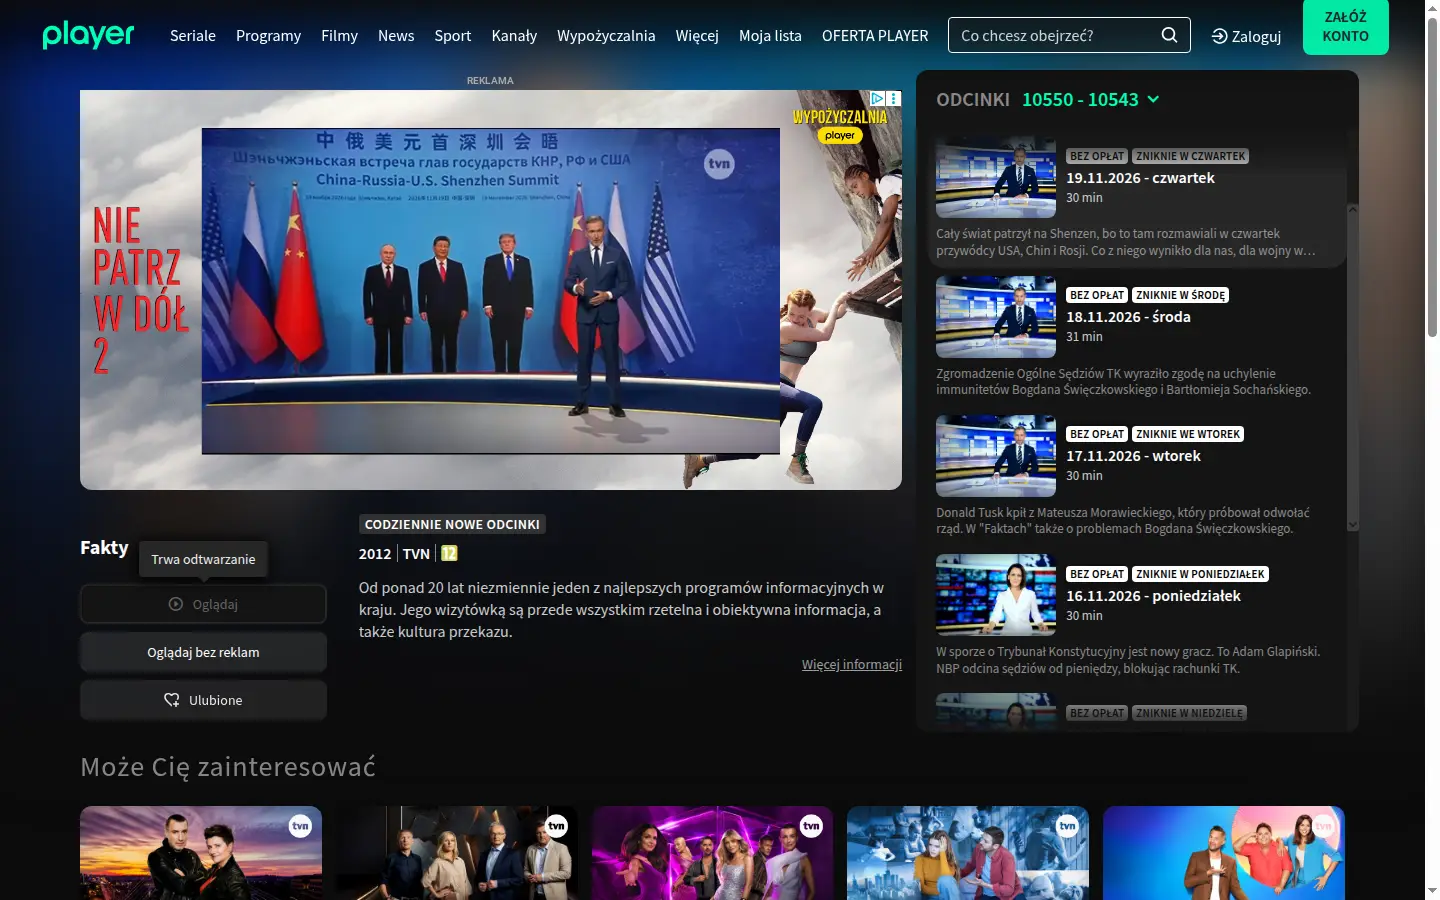 player
Seriale
Programy
Filmy
News
Sport
Kanały
Wypożyczalnia
Więcej
Moja lista
OFERTA PLAYER
Co chcesz obejrzeć?
Zaloguj
ZAŁÓŻ
KONTO
REKLAMA
NIE
PATRZ
W DÓŁ
2
WYPOŻYCZALNIA
player
中俄美元首深圳会晤
Шэньчжэньская встреча глав государств КНР, РФ и США
China-Russia-U.S. Shenzhen Summit
tvn
ODCINKI 10550 - 10543
BEZ OPŁAT ZNIKNIE W CZWARTEK
19.11.2026 - czwartek
30 min
Cały świat patrzył na Shenzen, bo to tam rozmawiali w czwartek
przywódcy USA, Chin i Rosji. Co z niego wynikło dla nas, dla wojny w…
BEZ OPŁAT ZNIKNIE W ŚRODĘ
18.11.2026 - środa
31 min
Zgromadzenie Ogólne Sędziów TK wyraziło zgodę na uchylenie
immunitetów Bogdana Święczkowskiego i Bartłomieja Sochańskiego.
BEZ OPŁAT ZNIKNIE WE WTOREK
17.11.2026 - wtorek
30 min
Donald Tusk kpił z Mateusza Morawieckiego, który próbował odwołać
rząd. W "Faktach" także o problemach Bogdana Święczkowskiego.
BEZ OPŁAT ZNIKNIE W PONIEDZIAŁEK
16.11.2026 - poniedziałek
30 min
W sporze o Trybunał Konstytucyjny jest nowy gracz. To Adam Glapiński.
NBP odcina sędziów od pieniędzy, blokując rachunki TK.
BEZ OPŁAT ZNIKNIE W NIEDZIELĘ
Fakty
Trwa odtwarzanie
Oglądaj
Oglądaj bez reklam
Ulubione
CODZIENNIE NOWE ODCINKI
2012 TVN 12
Od ponad 20 lat niezmiennie jeden z najlepszych programów informacyjnych w
kraju. Jego wizytówką są przede wszystkim rzetelna i obiektywna informacja, a
także kultura przekazu.
Więcej informacji
Może Cię zainteresować
tvn
tvn
tvn
tvn
tvn